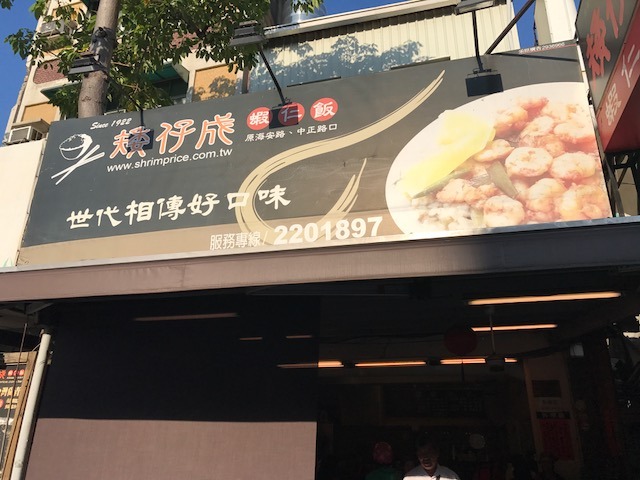 Since 1922
矮仔成
蝦仁飯
原海安路、中正路口
www.shrimprice.com.tw
世代相傳好口味
服務專線/ 2201897